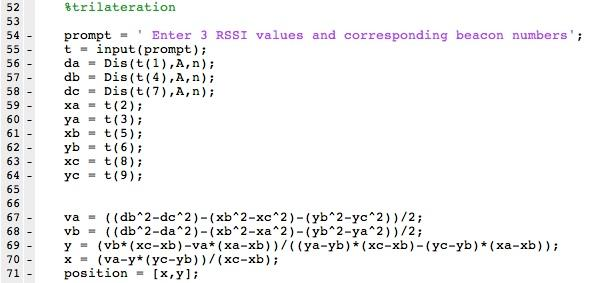 52 %trilateration
53
54 - prompt = ' Enter 3 RSSI values and corresponding beacon numbers';
55 - t = input(prompt);
56 - da = Dis(t(1),A,n);
57 - db = Dis(t(4),A,n);
58 - dc = Dis(t(7),A,n);
59 - xa = t(2);
60 - ya = t(3);
61 - xb = t(5);
62 - yb = t(6);
63 - xc = t(8);
64 - yc = t(9);
65
66
67 - va = ((db^2-dc^2)-(xb^2-xc^2)-(yb^2-yc^2))/2;
68 - vb = ((db^2-da^2)-(xb^2-xa^2)-(yb^2-ya^2))/2;
69 - y = (vb*(xc-xb)-va*(xa-xb))/((ya-yb)*(xc-xb)-(yc-yb)*(xa-xb));
70 - x = (va-y*(yc-yb))/(xc-xb);
71 - position = [x,y];